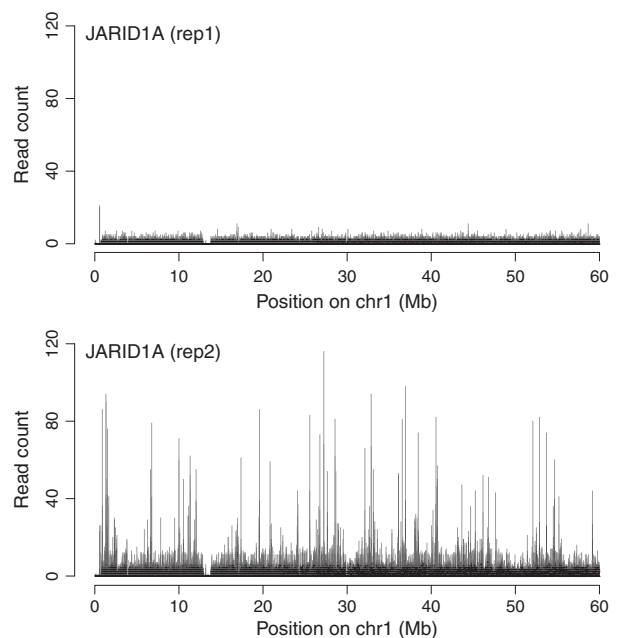 JARID1A (rep1)
Read count
120
80
40
0
0 10 20 30 40 50 60
Position on chr1 (Mb)
JARID1A (rep2)
Read count
120
80
40
0
0 10 20 30 40 50 60
Position on chr1 (Mb)